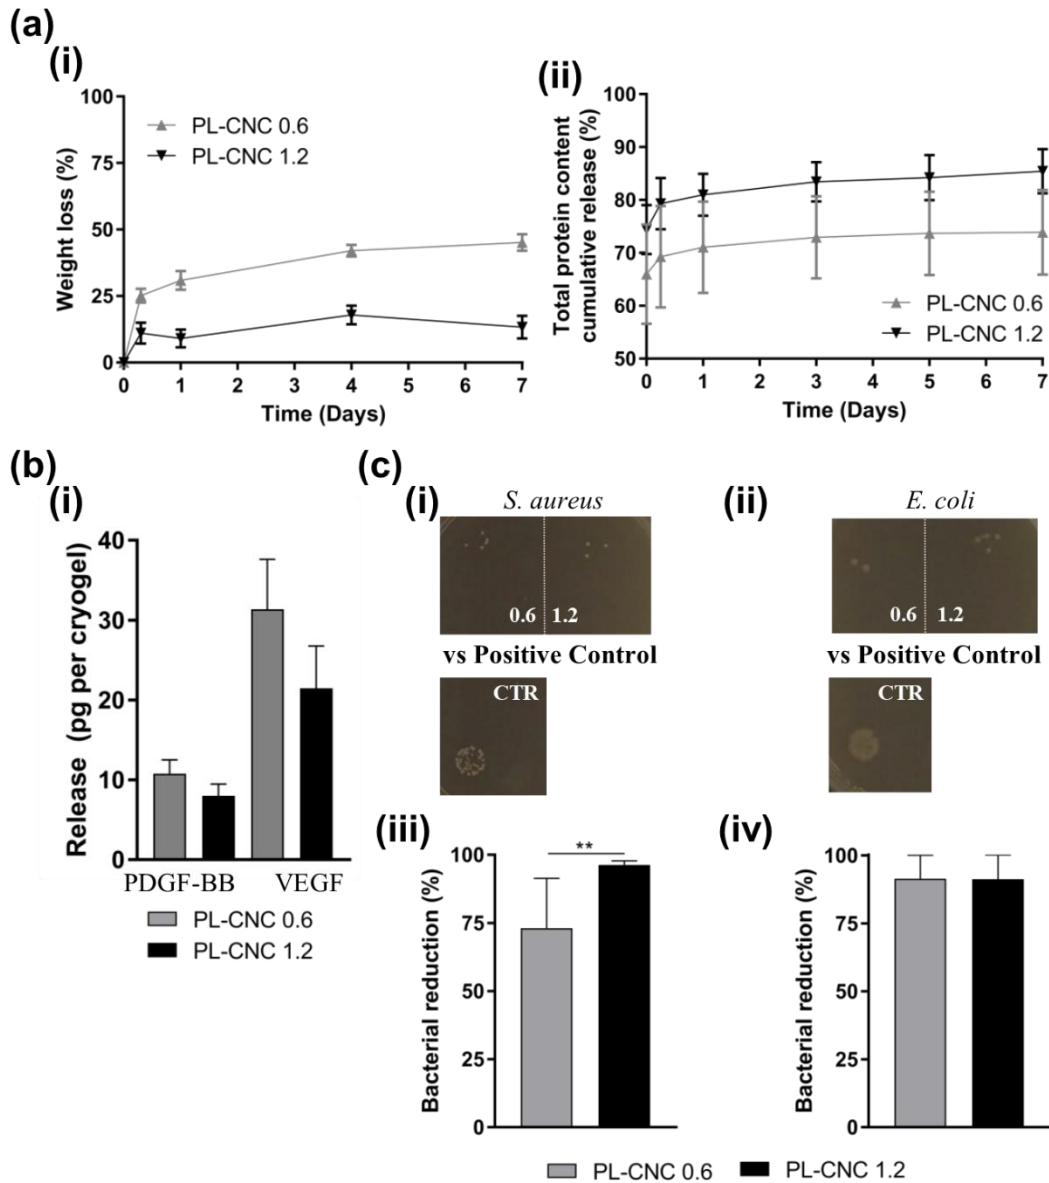 (a)
(i)
100
75
50
25
0
Weight loss (%)
PL-CNC 0.6
PL-CNC 1.2
0 1 2 3 4 5 6 7
Time (Days)
(ii)
100
90
80
70
60
50
Total protein content
cumulative release (%)
PL-CNC 0.6
PL-CNC 1.2
0 1 2 3 4 5 6 7
Time (Days)
(b)
(i)
40
30
20
10
0
Release (pg per cryogel)
PDGF-BB VEGF
PL-CNC 0.6
PL-CNC 1.2
(c)
(i)
S. aureus
0.6 1.2
vs Positive Control
CTR
(ii)
E. coli
0.6 1.2
vs Positive Control
CTR
(iii)
100
75
50
25
0
Bacterial reduction (%)
**
(iv)
100
75
50
25
0
Bacterial reduction (%)
PL-CNC 0.6 PL-CNC 1.2